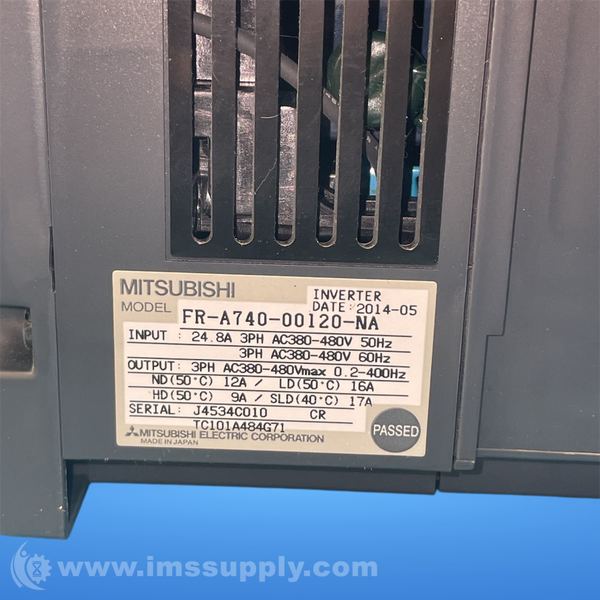 MITSUBISHI
INVERTER
DATE:2014-05
MODEL FR-A740-00120-NA
INPUT : 24.8A 3PH AC380-480V 50Hz
3PH AC380-480V 60Hz
OUTPUT: 3PH AC380-480Vmax 0.2-400Hz
ND(50°C) 12A / LD(50°C) 16A
HD(50°C) 9A / SLD(40°C) 17A
SERIAL: J4534C010 CR
TC101A484G71
PASSED
MITSUBISHI ELECTRIC CORPORATION
MADE IN JAPAN
www.imssupply.com